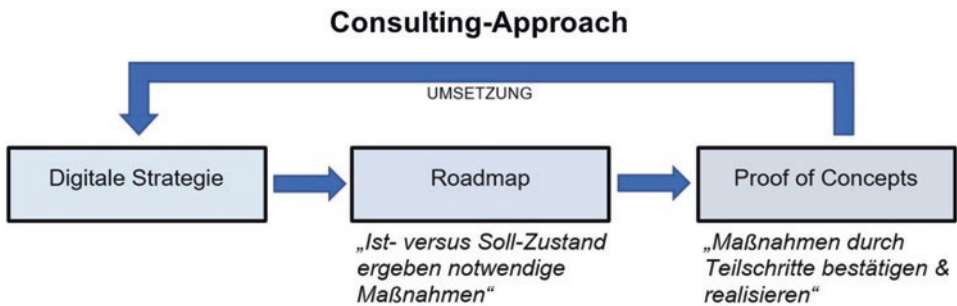 Consulting-Approach
UMSETZUNG
Digitale Strategie
Roadmap
Proof of Concepts
„Ist- versus Soll-Zustand
ergeben notwendige
Maßnahmen“
„Maßnahmen durch
Teilschritte bestätigen &
realisieren“